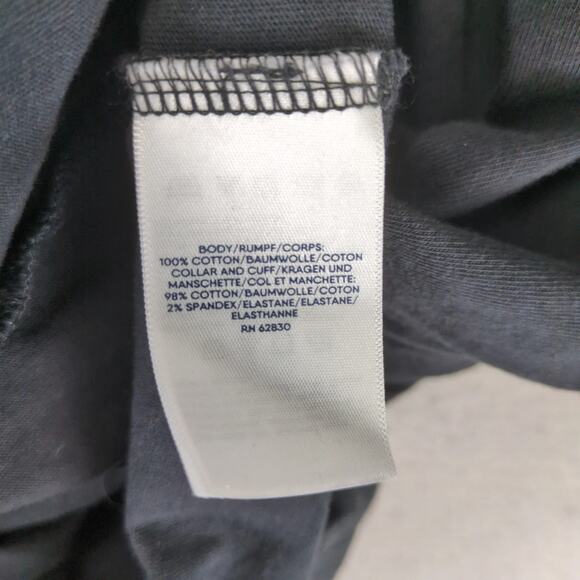 BODY/RUMPF/CORPS:
100% COTTON/BAUMWOLLE/COTON
COLLAR AND CUFF/KRAGEN UND
MANSCHETTE/COL ET MANCHETTE:
98% COTTON/BAUMWOLLE/COTON
2% SPANDEX/ELASTANE/ELASTANE/
ELASTHANNE
RN 62830